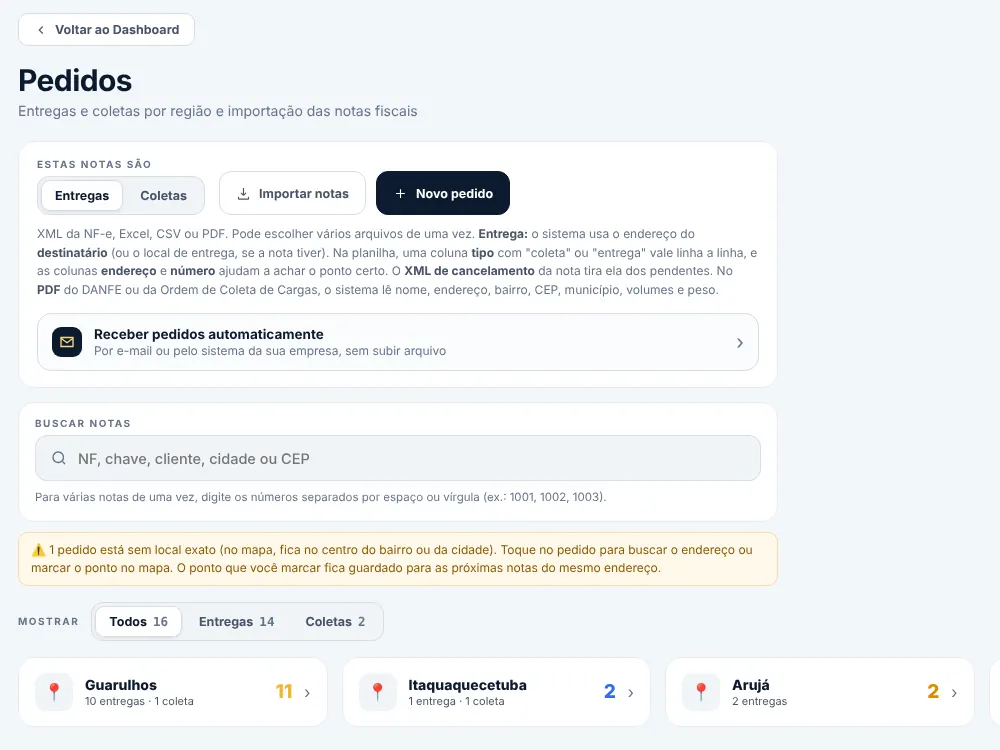 Voltar ao Dashboard
Pedidos
Entregas e coletas por região e importação das notas fiscais
ESTAS NOTAS SÃO
Entregas
Coletas
Importar notas
+ Novo pedido
XML da NF-e, Excel, CSV ou PDF. Pode escolher vários arquivos de uma vez. Entrega: o sistema usa o endereço do
destinatário (ou o local de entrega, se a nota tiver). Na planilha, uma coluna tipo com "coleta" ou "entrega" vale linha a linha, e
as colunas endereço e número ajudam a achar o ponto certo. O XML de cancelamento da nota tira ela dos pendentes. No
PDF do DANFE ou da Ordem de Coleta de Cargas, o sistema lê nome, endereço, bairro, CEP, município, volumes e peso.
Receber pedidos automaticamente
Por e-mail ou pelo sistema da sua empresa, sem subir arquivo
BUSCAR NOTAS
NF, chave, cliente, cidade ou CEP
Para várias notas de uma vez, digite os números separados por espaço ou vírgula (ex.: 1001, 1002, 1003).
⚠️ 1 pedido está sem local exato (no mapa, fica no centro do bairro ou da cidade). Toque no pedido para buscar o endereço ou
marcar o ponto no mapa. O ponto que você marcar fica guardado para as próximas notas do mesmo endereço.
MOSTRAR
Todos 16
Entregas 14
Coletas 2
Guarulhos
10 entregas · 1 coleta
11
Itaquaquecetuba
1 entrega · 1 coleta
2
Arujá
2 entregas
2